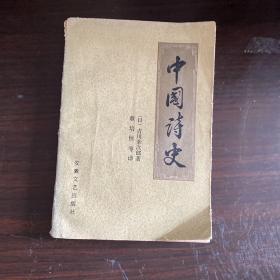 中国诗史
〔日〕吉川幸次郎著
章培恒等译
安徽文艺出版社